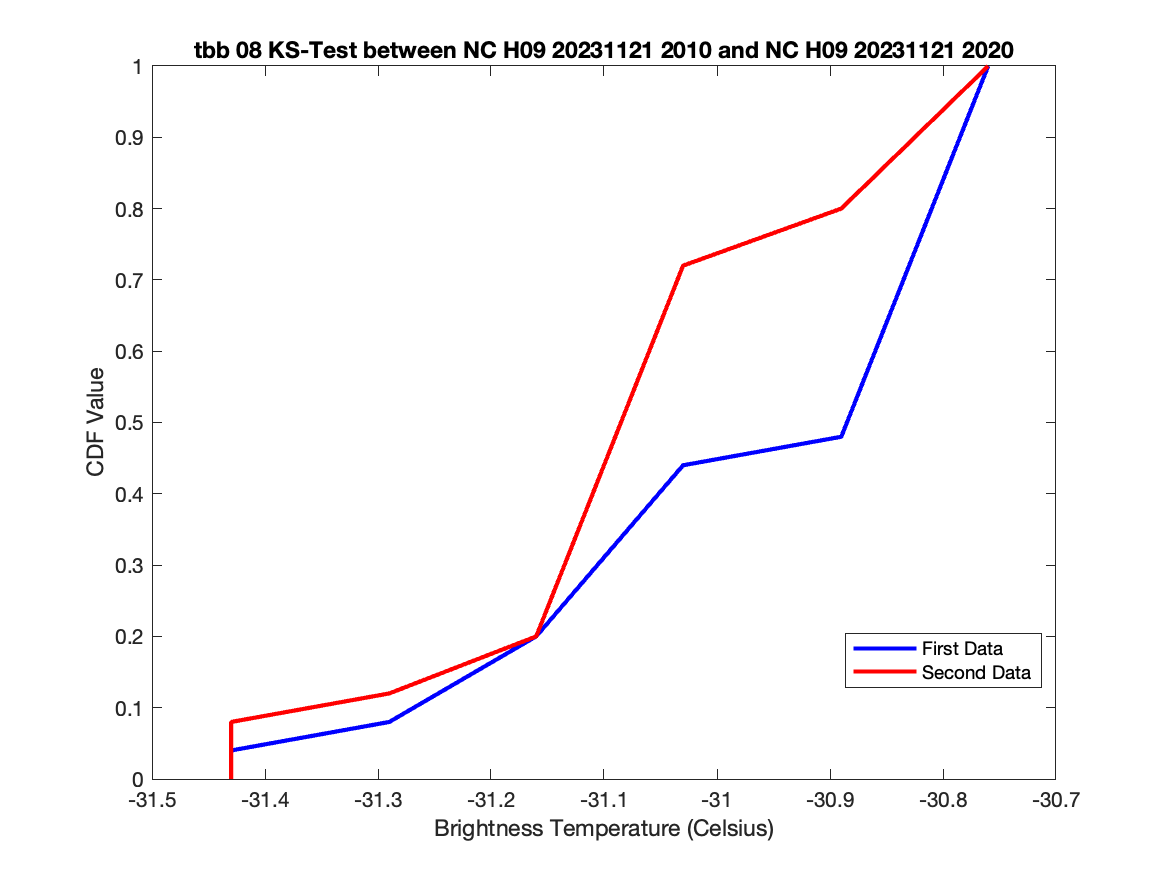 tbb 08 KS-Test between NC H09 20231121 2010 and NC H09 20231121 2020
1
0.9
0.8
0.7
0.6
0.5
0.4
0.3
0.2
0.1
0
CDF Value
First Data
Second Data
-31.5 -31.4 -31.3 -31.2 -31.1 -31 -30.9 -30.8 -30.7
Brightness Temperature (Celsius)